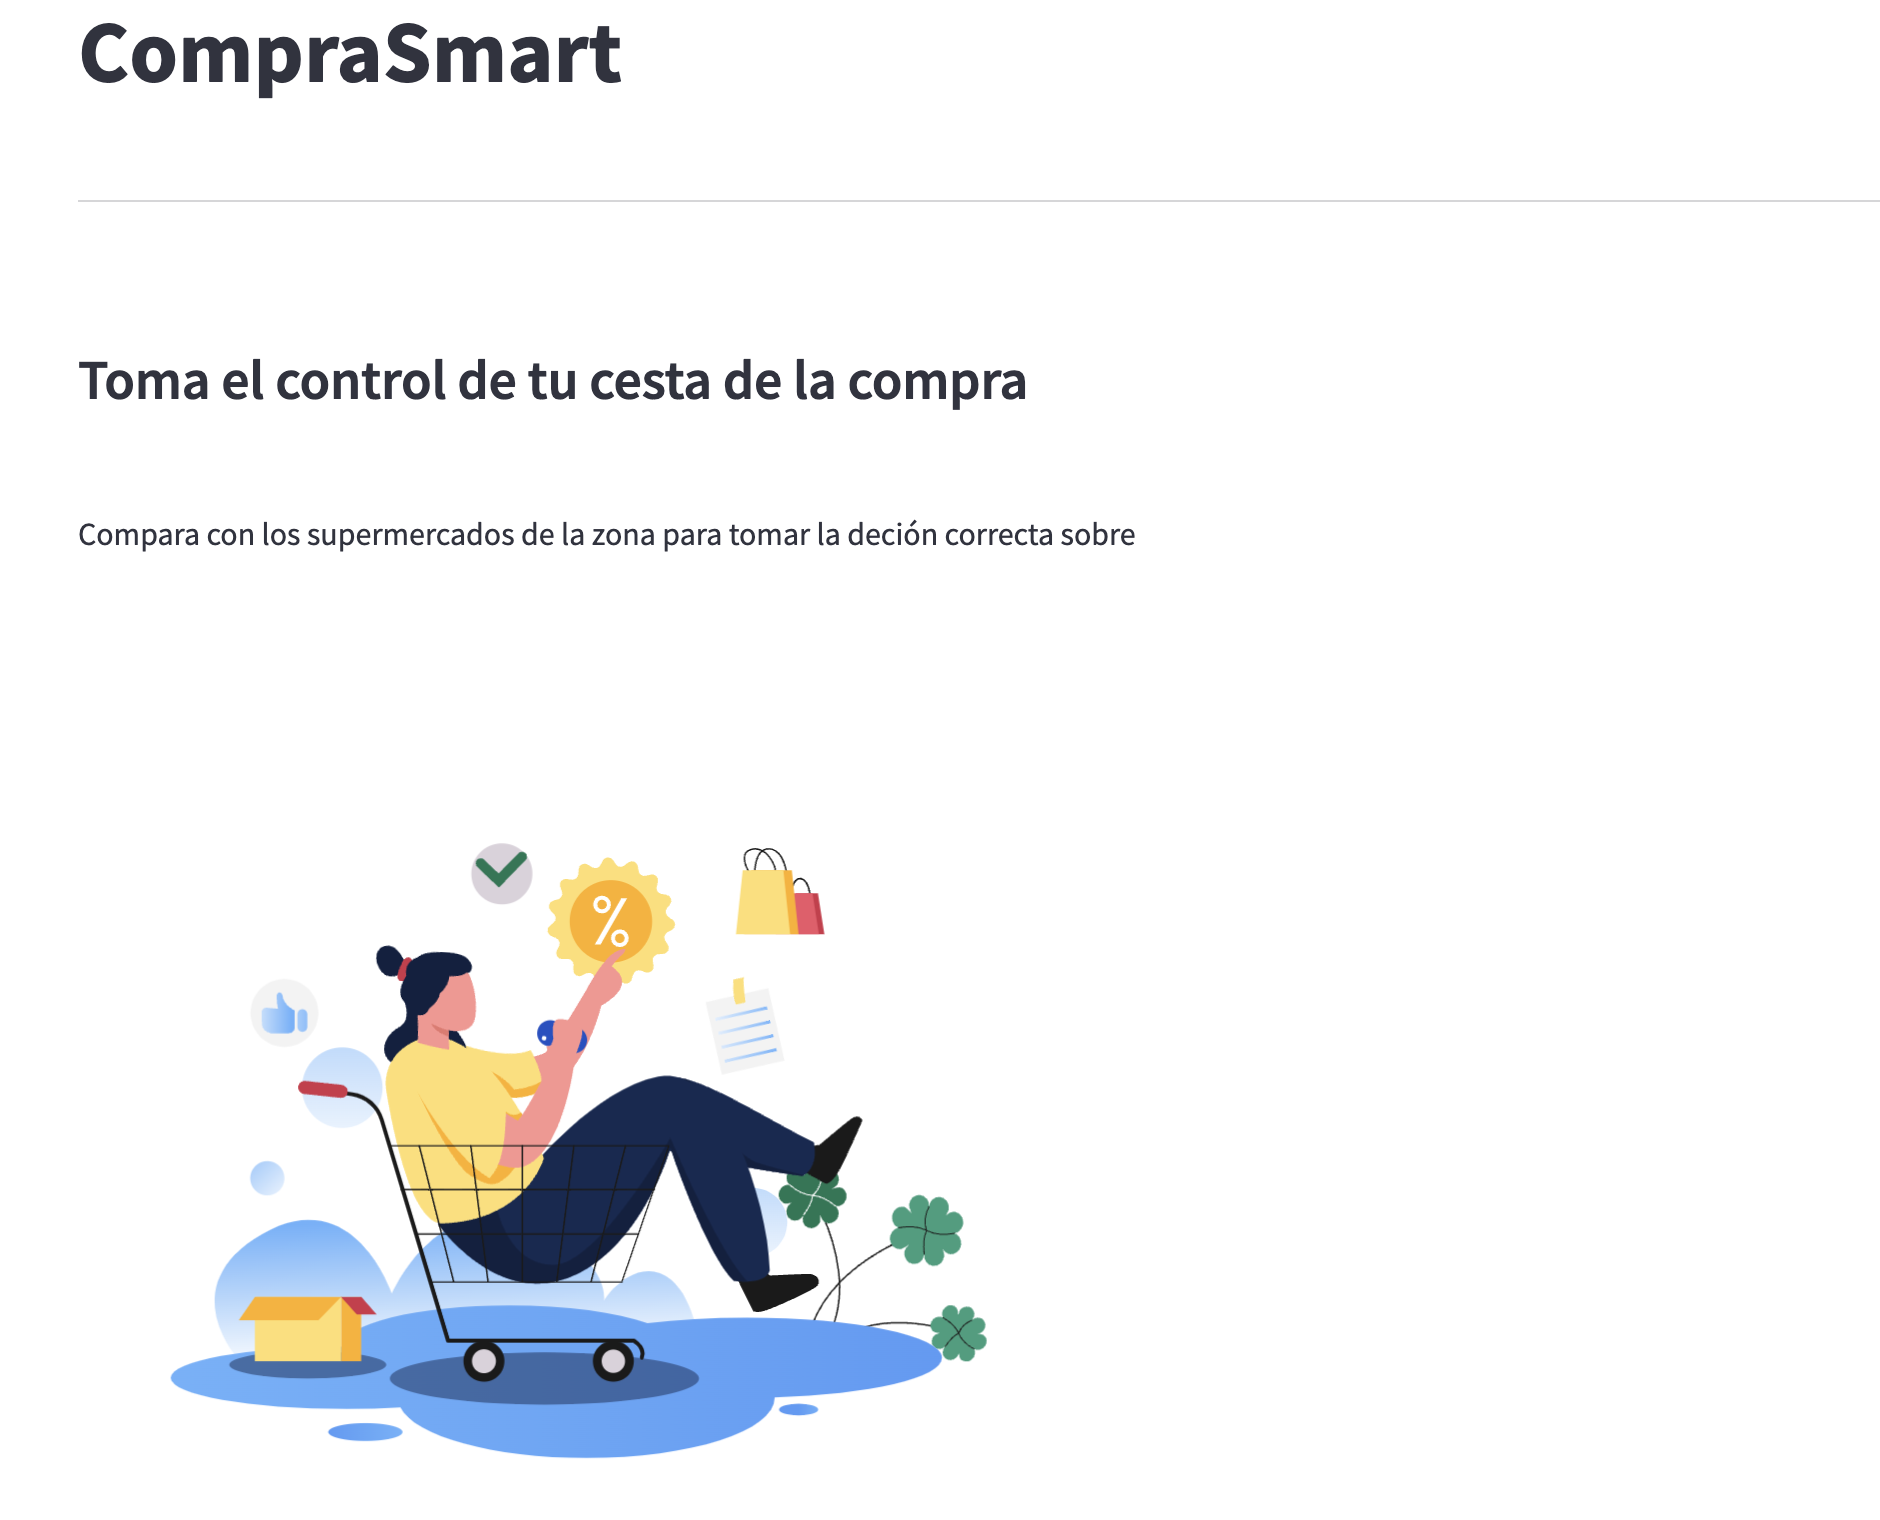 CompraSmart
Toma el control de tu cesta de la compra
Compara con los supermercados de la zona para tomar la deción correcta sobre
%